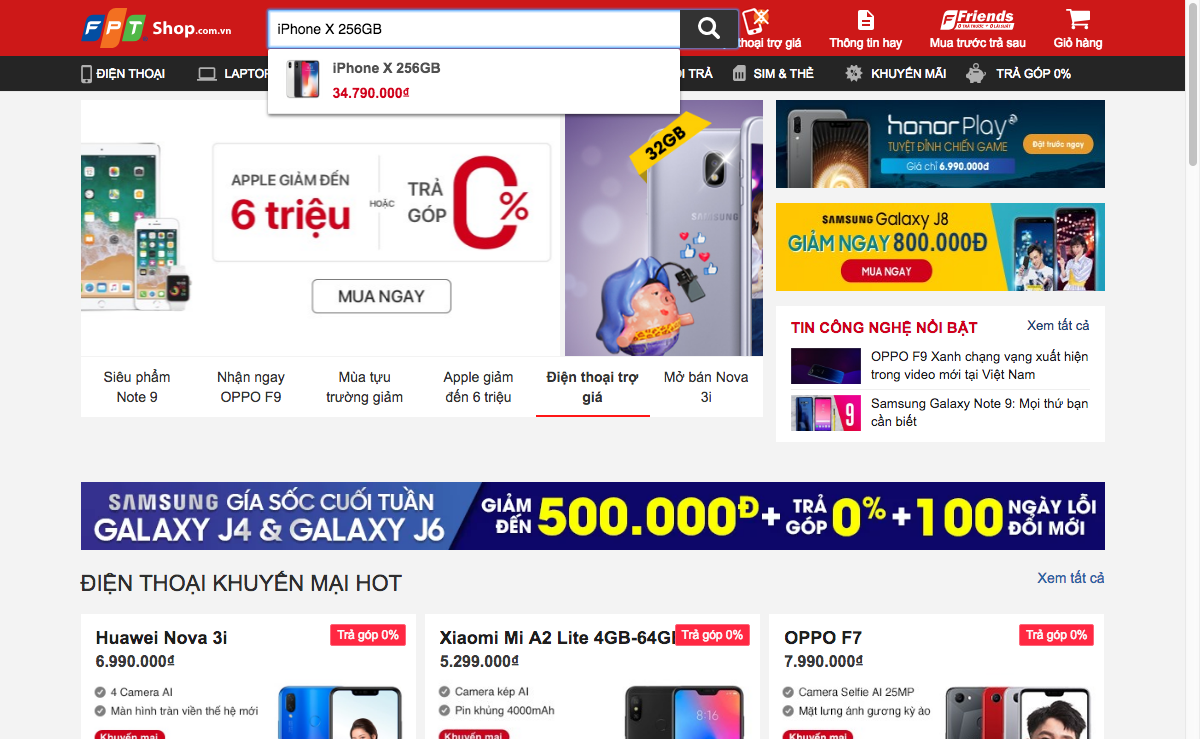 FPT Shop.com.vn
iPhone X 256GB
thoại trợ giá
Thông tin hay
F.Friends
Mua trước trả sau
Giỏ hàng
ĐIỆN THOẠI
LAPTOP
I TRẢ
SIM & THẺ
KHUYẾN MÃI
TRẢ GÓP 0%
iPhone X 256GB
34.790.000₫
APPLE GIẢM ĐẾN
6 triệu
HOẶC
TRẢ
GÓP
0%
MUA NGAY
32GB
SAMSUNG
honor Play
TUYỆT ĐỈNH CHIẾN GAME
Giá chỉ 6.990.000đ
Đặt trước ngay
SAMSUNG Galaxy J8
GIẢM NGAY 800.000Đ
MUA NGAY
TIN CÔNG NGHỆ NỔI BẬT
Xem tất cả
OPPO F9 Xanh chạng vạng xuất hiện
trong video mới tại Việt Nam
Samsung Galaxy Note 9: Mọi thứ bạn
cần biết
9
Siêu phẩm
Note 9
Nhận ngay
OPPO F9
Mùa tựu
trường giảm
Apple giảm
đến 6 triệu
Điện thoại trợ
giá
Mở bán Nova
3i
SAMSUNG GÍA SỐC CUỐI TUẦN
GALAXY J4 & GALAXY J6
GIẢM
ĐẾN
500.000Đ
+
TRẢ
GÓP
0%
+
100
NGÀY LỖI
ĐỔI MỚI
ĐIỆN THOẠI KHUYẾN MẠI HOT
Xem tất cả
Huawei Nova 3i
Trả góp 0%
6.990.000₫
4 Camera AI
Màn hình tràn viền thế hệ mới
Khuyến mại
Xiaomi Mi A2 Lite 4GB-64G
Trả góp 0%
5.299.000₫
Camera kép AI
Pin khủng 4000mAh
Khuyến mại
8:16
OPPO F7
Trả góp 0%
7.990.000₫
Camera Selfie AI 25MP
Mặt lưng ánh gương kỳ ảo
Khuyến mại